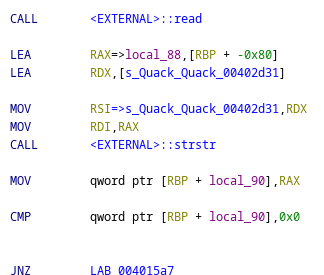 CALL <EXTERNAL>::read
LEA RAX=>local_88,[RBP + -0x80]
LEA RDX,[s_Quack_Quack_00402d31]
MOV RSI=>s_Quack_Quack_00402d31,RDX
MOV RDI,RAX
CALL <EXTERNAL>::strstr
MOV qword ptr [RBP + local_90],RAX
CMP qword ptr [RBP + local_90],0x0
JNZ LAB_004015a7